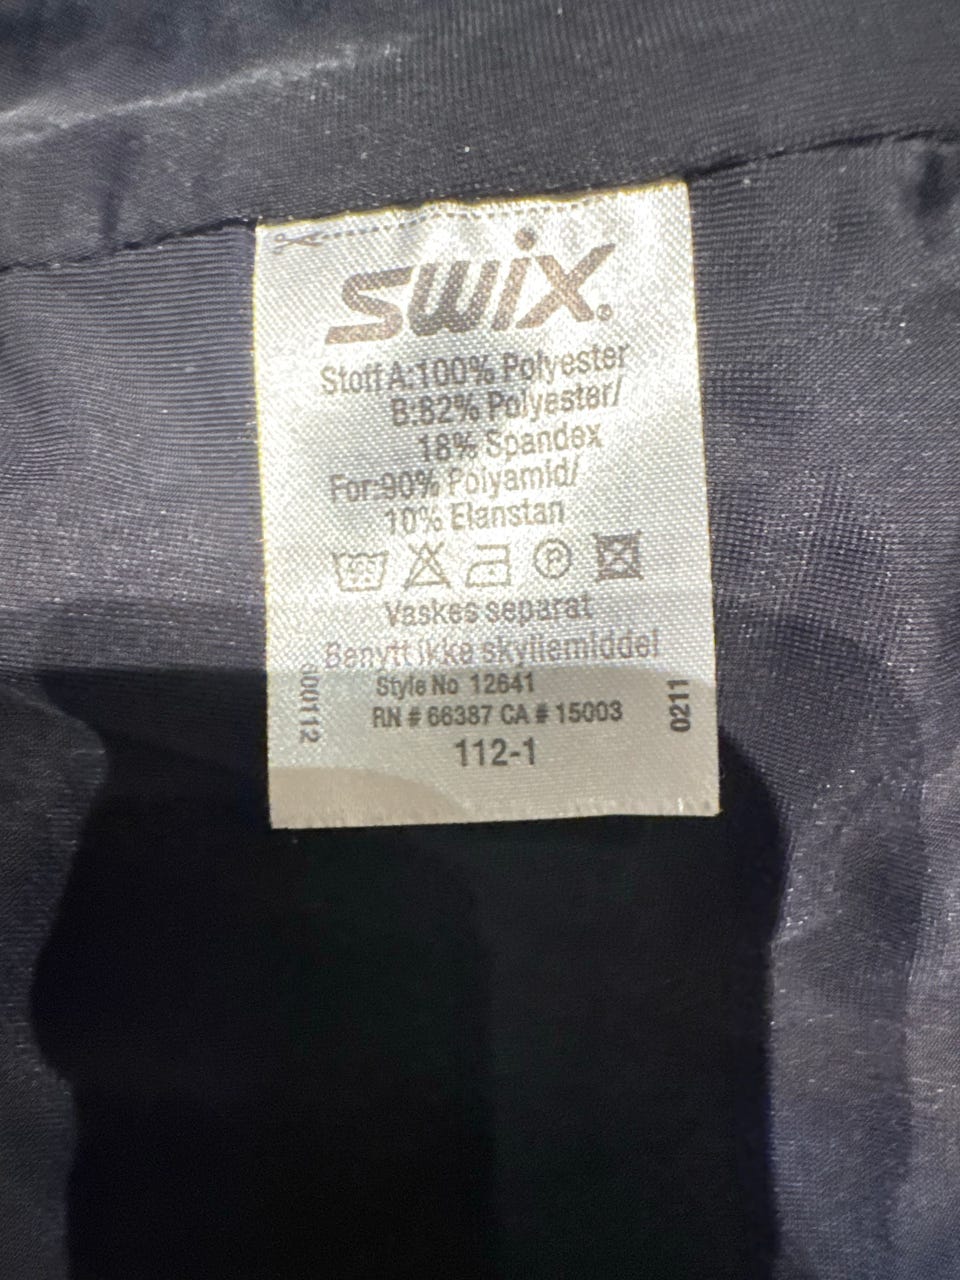 swix®
Stoff A:100% Polyester
B:82% Polyester/
18% Spandex
For:90% Polyamid/
10% Elanstan
P
Vaskes separat
Benytt ikke skyllemiddel
Style No 12641
RN # 66387 CA # 15003
112-1
0211